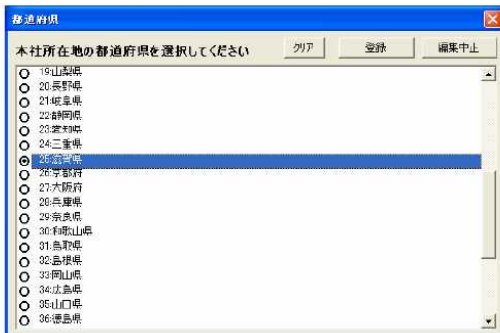 都道府県
本社所在地の都道府県を選択してください クリア 登録 編集中止
19:山梨県
20:長野県
21:岐阜県
22:静岡県
23:愛知県
24:三重県
25:滋賀県
26:京都府
27:大阪府
28:兵庫県
29:奈良県
30:和歌山県
31:鳥取県
32:島根県
33:岡山県
34:広島県
35:山口県
36:徳島県